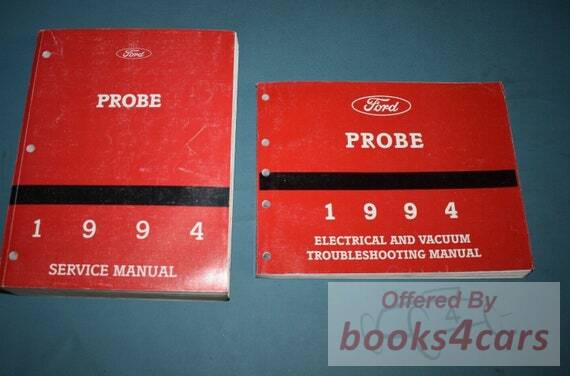 Ford
PROBE
1 9 9 4
SERVICE MANUAL
Ford
PROBE
1 9 9 4
ELECTRICAL AND VACUUM
TROUBLESHOOTING MANUAL
Offered By
books4cars